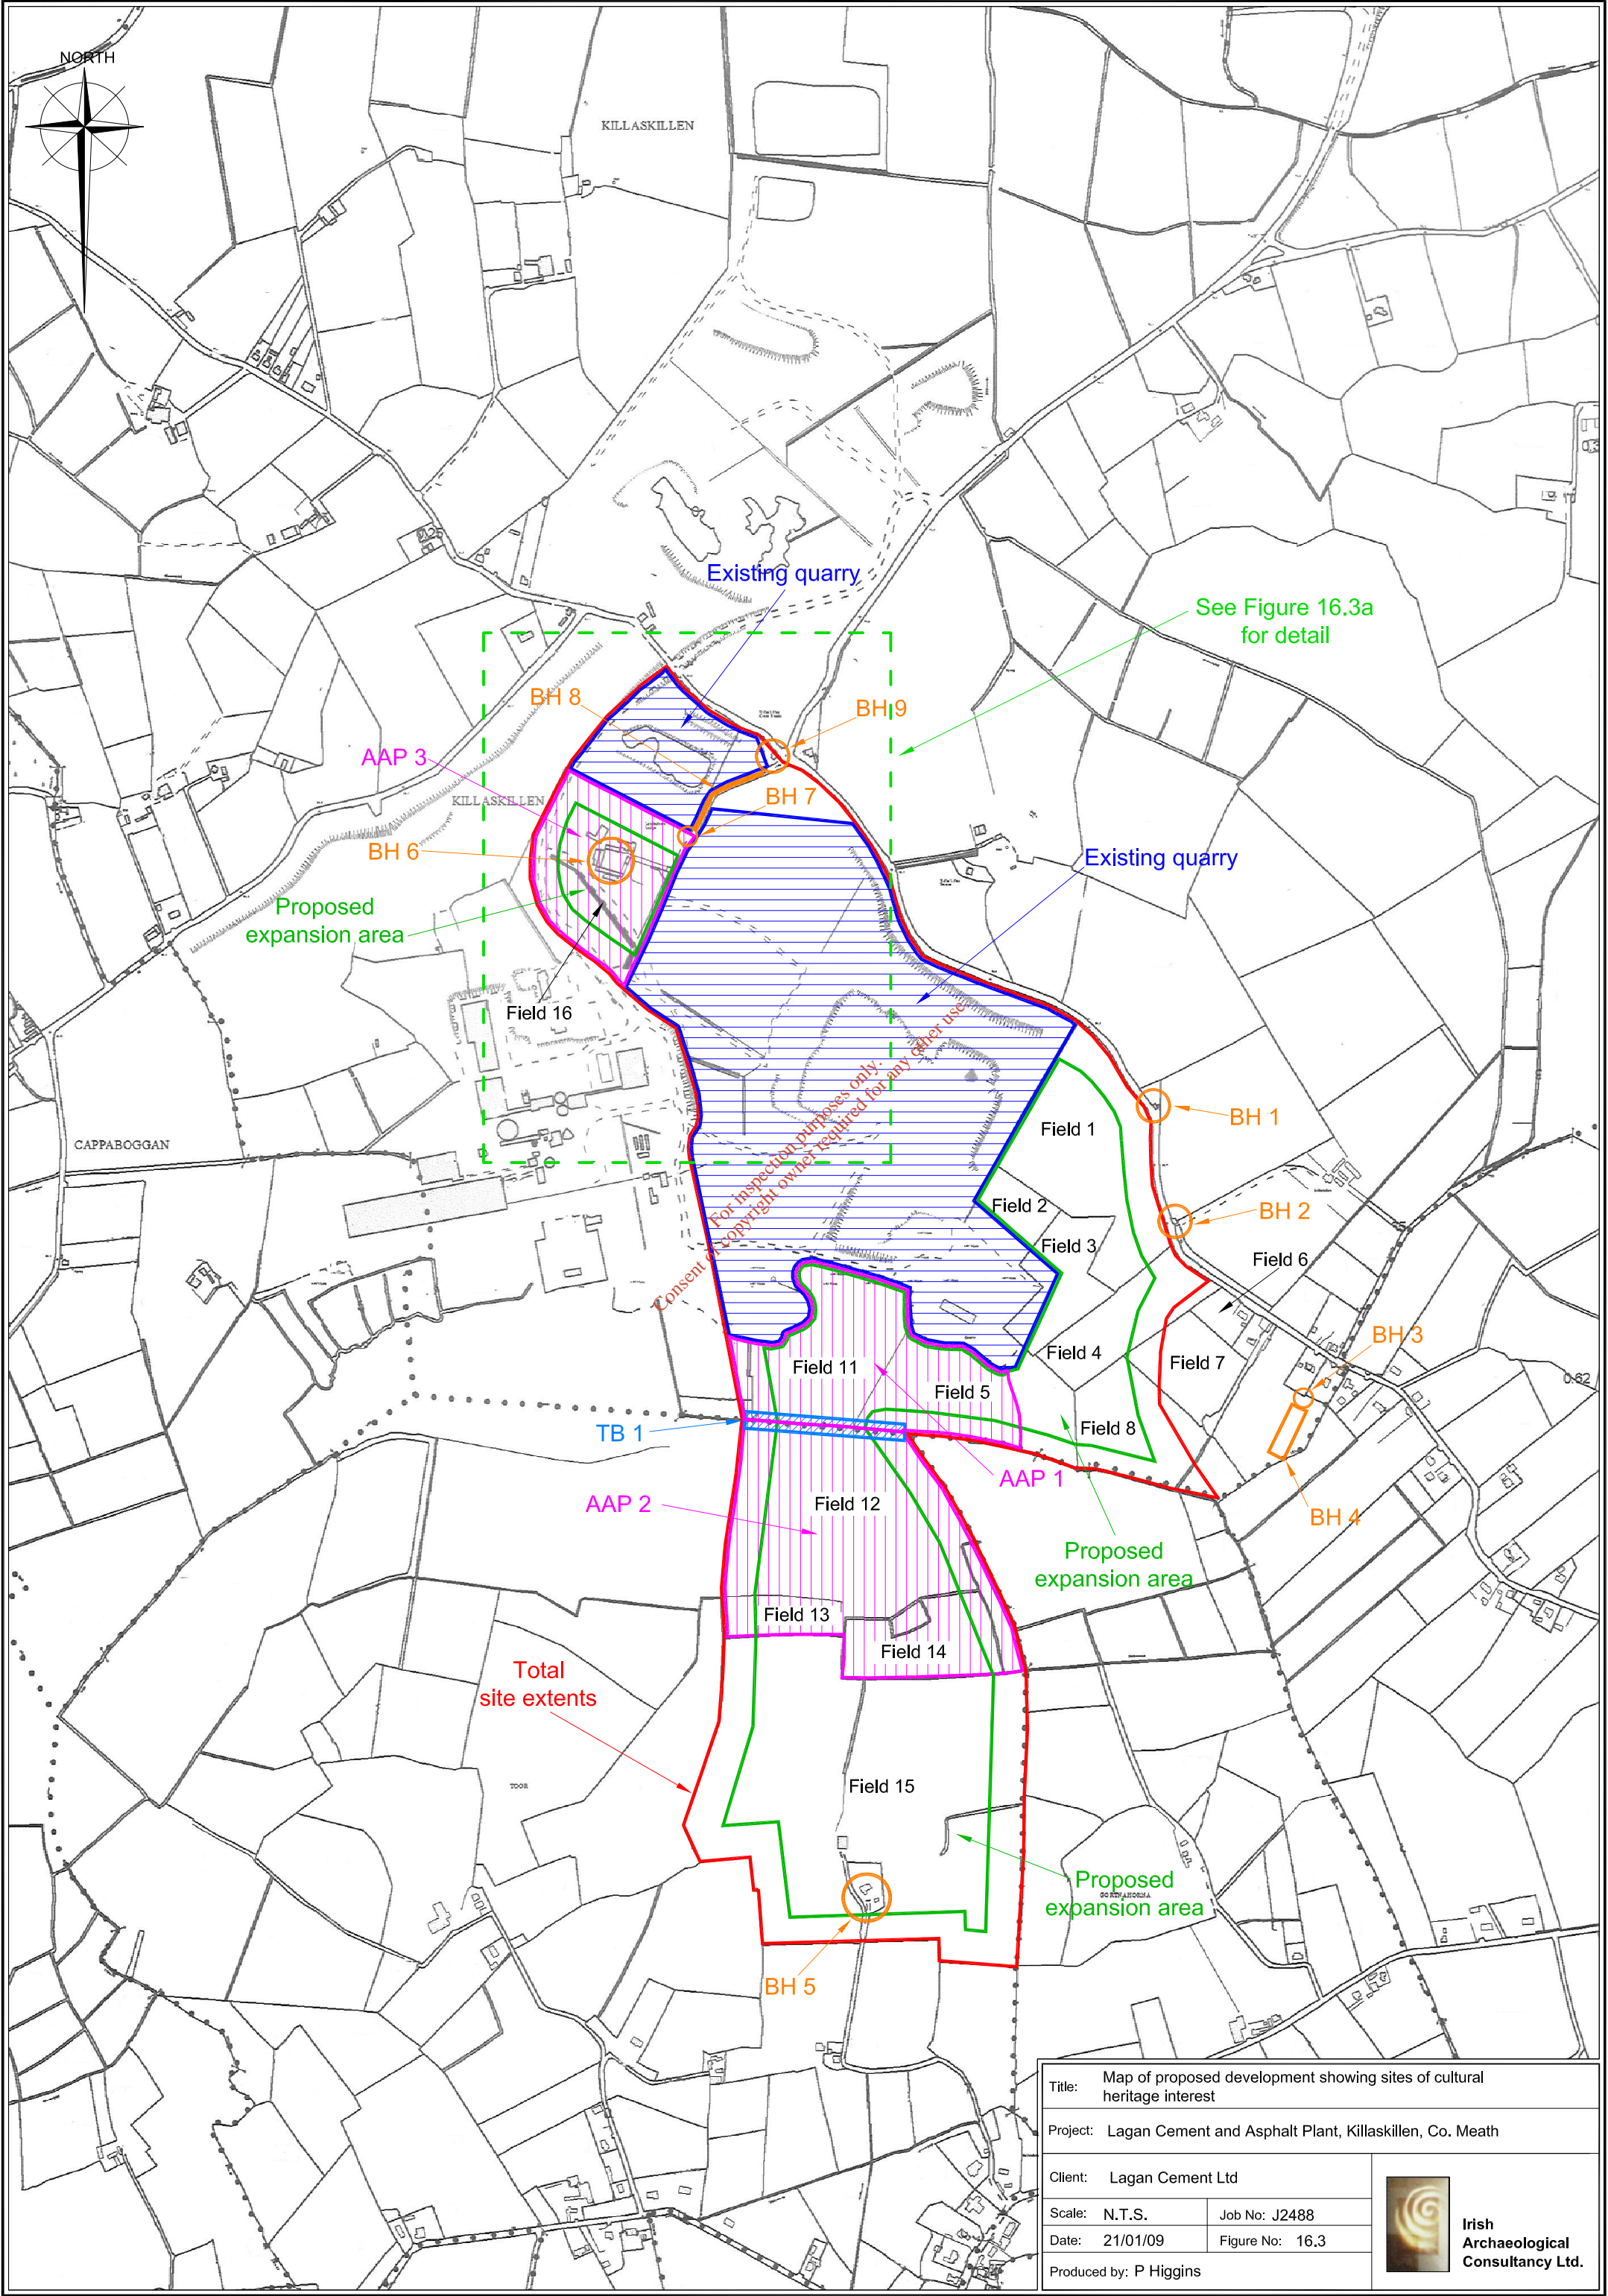 NORTH
KILLASKILLEN
Existing quarry
See Figure 16.3a
for detail
BH 8
BH 9
AAP 3
KILLASKILLEN
BH 7
BH 6
Existing quarry
Proposed
expansion area
Field 16
For inspection purposes only.
Consent of copyright owner required for any other use.
CAPPABOGGAN
Field 1
BH 1
Field 2
BH 2
Field 3
Field 6
BH 3
Field 4
Field 7
Field 11
Field 5
0.62
TB 1
Field 8
AAP 1
AAP 2
Field 12
BH 4
Proposed
expansion area
Field 13
Field 14
Total
site extents
TOOR
Field 15
Proposed
GORTNAHORNA
expansion area
BH 5
Title: Map of proposed development showing sites of cultural
heritage interest
Project: Lagan Cement and Asphalt Plant, Killaskillen, Co. Meath
Client: Lagan Cement Ltd
Scale: N.T.S.
Job No: J2488
Date: 21/01/09
Figure No: 16.3
Produced by: P Higgins
Irish
Archaeological
Consultancy Ltd.